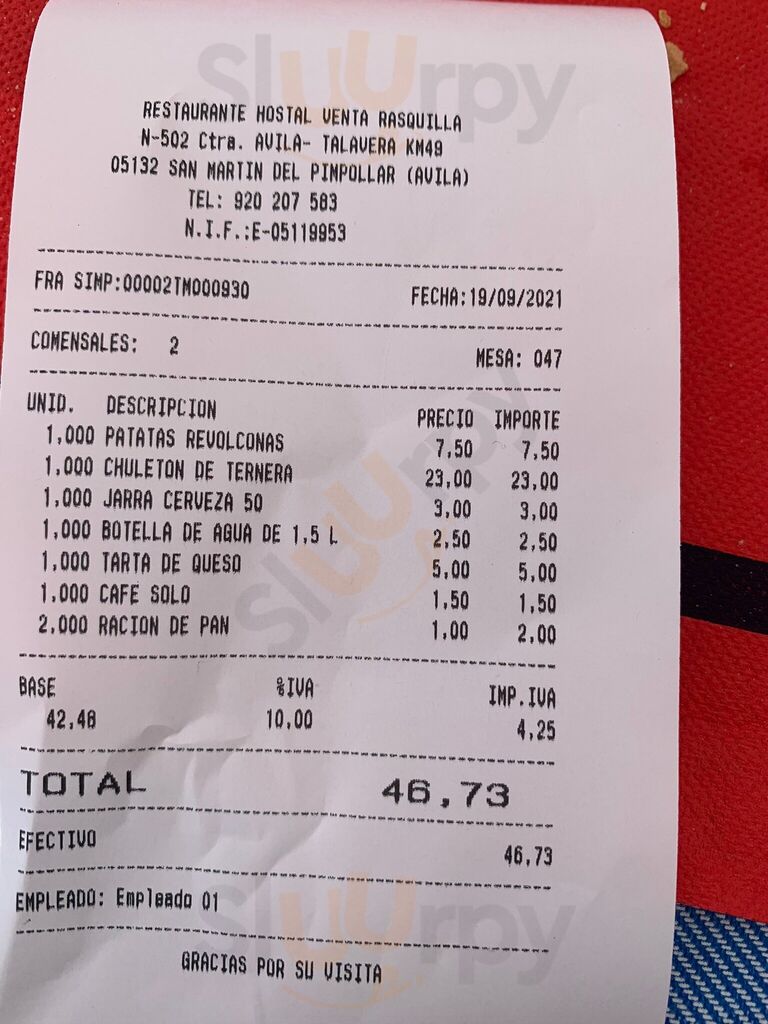 RESTAURANTE HOSTAL VENTA RASQUILLA
N-502 Ctra. AVILA- TALAVERA KM49
05132 SAN MARTIN DEL PIMPOLLAR (AVILA)
TEL: 920 207 583
N.I.F.:E-05119953
FRA SIMP:00002TM000930 FECHA:19/09/2021
COMENSALES: 2 MESA: 047
UNID. DESCRIPCION PRECIO IMPORTE
1,000 PATATAS REVOLCONAS 7,50 7,50
1,000 CHULETON DE TERNERA 23,00 23,00
1,000 JARRA CERVEZA 50 3,00 3,00
1,000 BOTELLA DE AGUA DE 1,5 L 2,50 2,50
1,000 TARTA DE QUESO 5,00 5,00
1,000 CAFE SOLO 1,50 1,50
2,000 RACION DE PAN 1,00 2,00
BASE %IVA IMP.IVA
42,48 10,00 4,25
TOTAL 46,73
EFECTIVO 46,73
EMPLEADO: Empleado 01
GRACIAS POR SU VISITA
Sluurpy
Sluurpy
Sluurpy